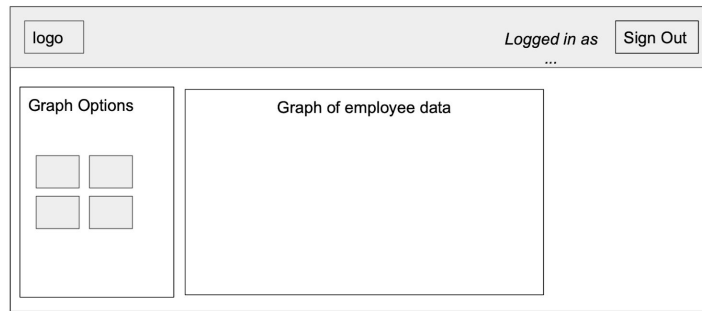 logo
Logged in as
...
Sign Out
Graph Options
Graph of employee data